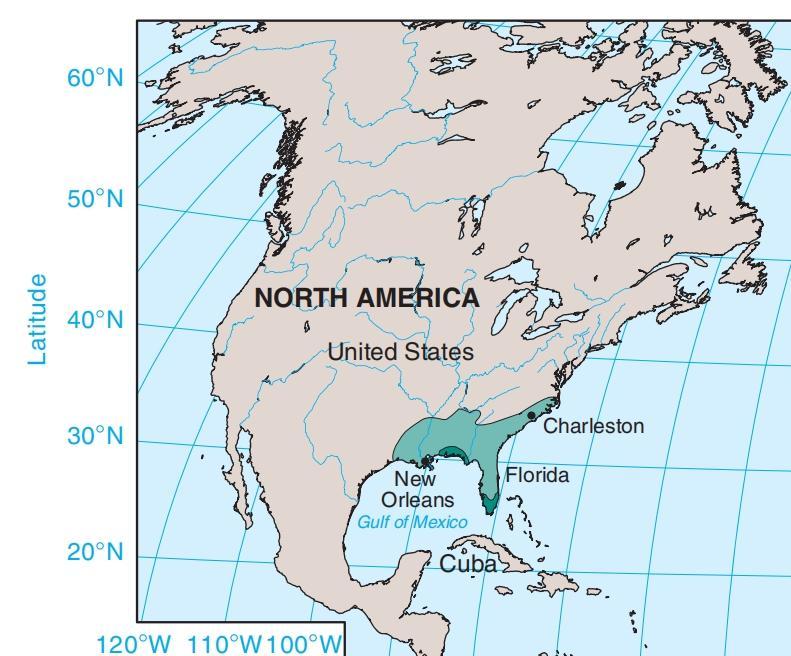 60°N
50°N
Latitude
40°N
30°N
20°N
NORTH AMERICA
United States
Charleston
Florida
New
Orleans
Gulf of Mexico
Cuba
120°W 110°W 100°W